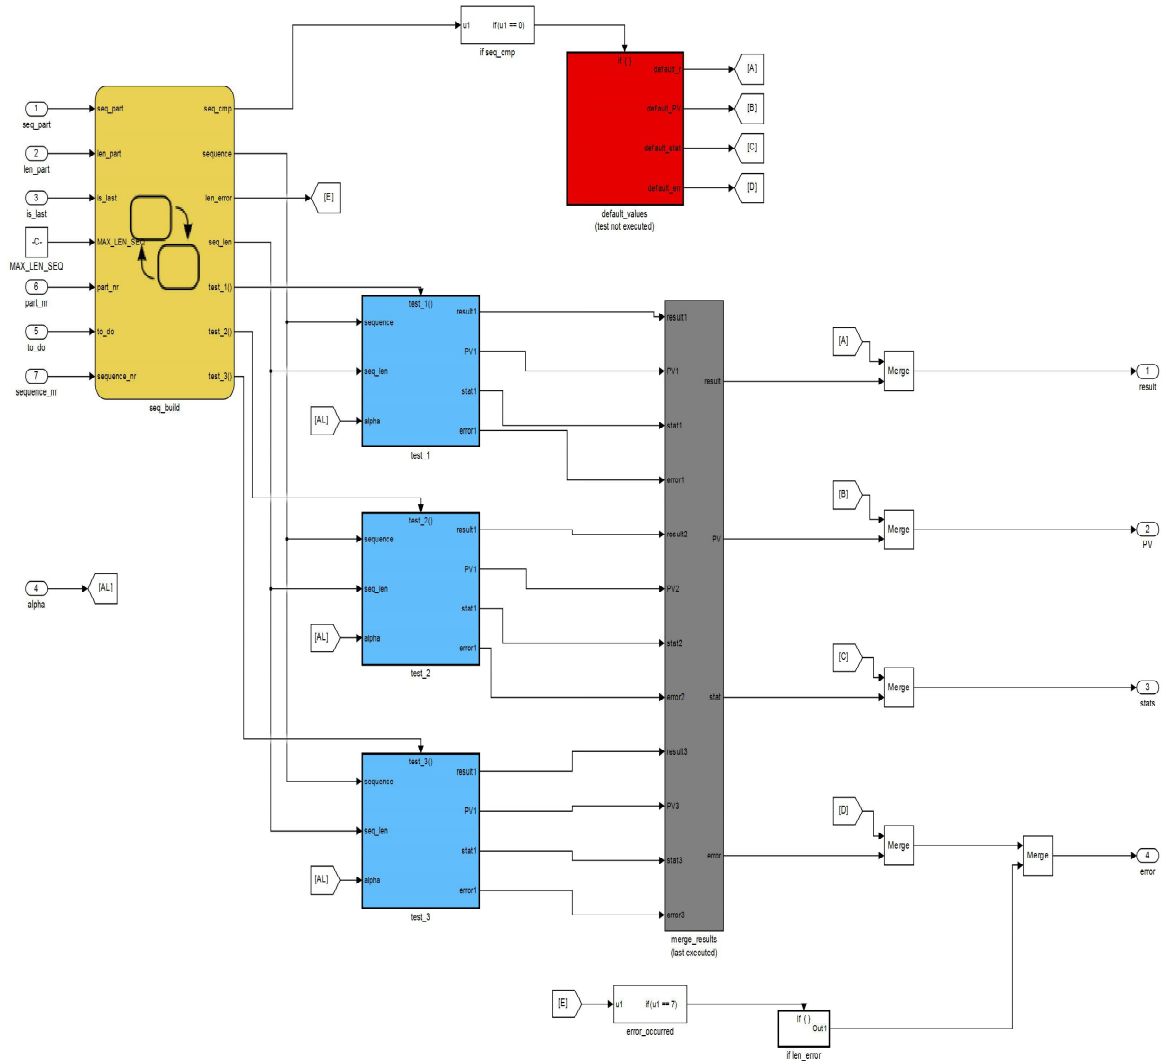 u1 if(u1 == 0)
if seq_cmp
if { }
default_r
default_PV
default_stat
default_err
default_values
(test not executed)
[A]
[B]
[C]
[D]
1
seq_part
2
len_part
3
is_last
-C-
MAX_LEN_SEQ
6
part_nr
5
to_do
7
sequence_nr
seq_part
len_part
is_last
MAX_LEN_SEQ
part_nr
to_do
sequence_nr
seq_cmp
sequence
len_error
seq_len
test_1()
test_2()
test_3()
seq_build
[E]
4
alpha
[AL]
test_1()
sequence
seq_len
alpha
result1
PV1
stat1
error1
test_1
[AL]
test_2()
sequence
seq_len
alpha
result1
PV1
stat1
error1
test_2
[AL]
test_3()
sequence
seq_len
alpha
result1
PV1
stat1
error1
test_3
[AL]
result1
PV1
stat1
error1
result2
PV2
stat2
error2
result3
PV3
stat3
error3
result
PV
stat
error
merge_results
(last executed)
[A]
Merge
1
result
[B]
Merge
2
PV
[C]
Merge
3
stats
[D]
Merge
Merge
4
error
[E]
u1 if(u1 == 7)
error_occurred
if { }
Out1
if len_error